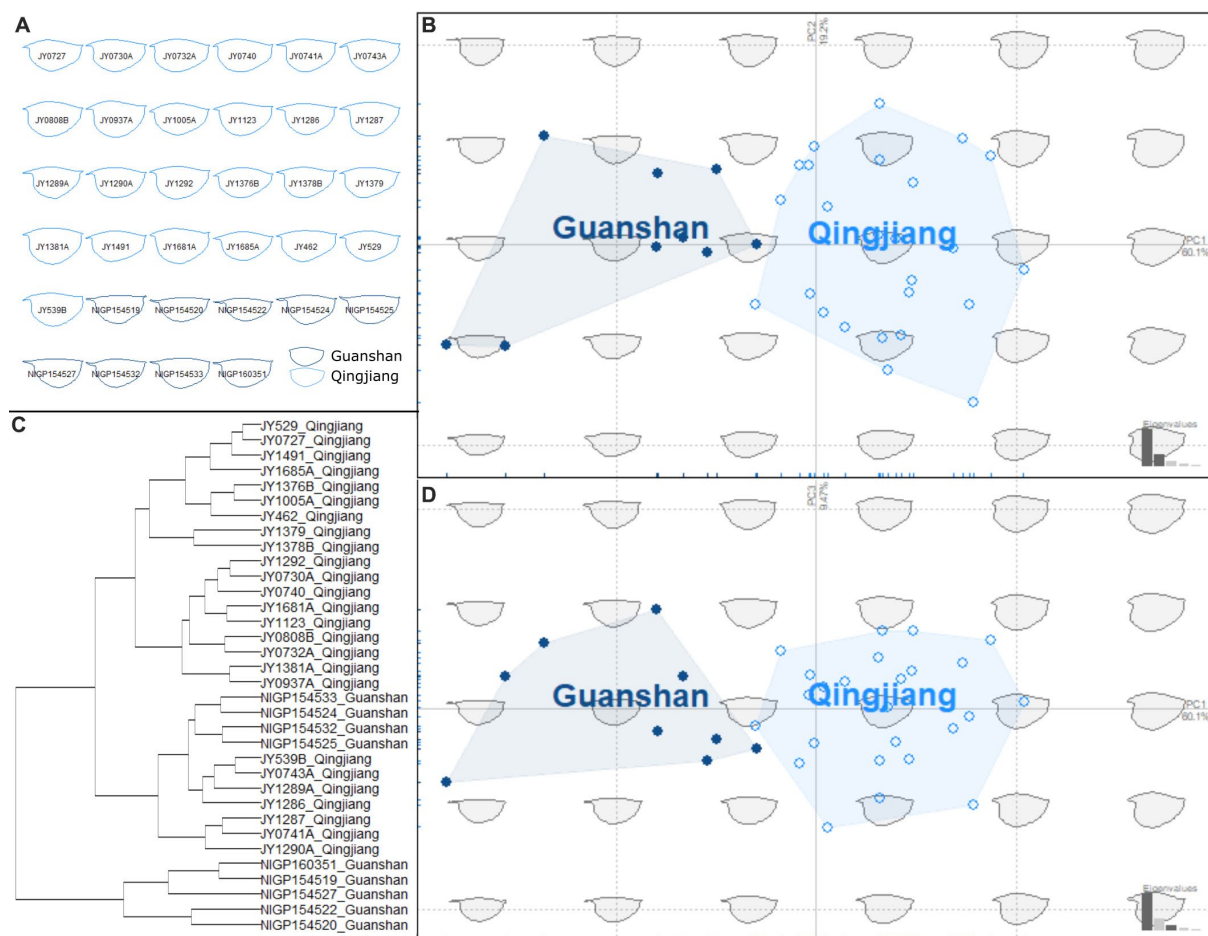 A
JY0727 JY0730A JY0732A JY0740 JY0741A JY0743A
JY0808B JY0937A JY1005A JY1123 JY1286 JY1287
JY1289A JY1290A JY1292 JY1376B JY1378B JY1379
JY1381A JY1491 JY1681A JY1685A JY462 JY529
JY539B NIGP154519 NIGP154520 NIGP154522 NIGP154524 NIGP154525
NIGP154527 NIGP154532 NIGP154533 NIGP160351
Guanshan
Qingjiang
B
PC2
19.2%
Guanshan
Qingjiang
PC1
60.1%
Eigenvalues
C
JY529_Qingjiang
JY0727_Qingjiang
JY1491_Qingjiang
JY1685A_Qingjiang
JY1376B_Qingjiang
JY1005A_Qingjiang
JY462_Qingjiang
JY1379_Qingjiang
JY1378B_Qingjiang
JY1292_Qingjiang
JY0730A_Qingjiang
JY0740_Qingjiang
JY1681A_Qingjiang
JY1123_Qingjiang
JY0808B_Qingjiang
JY0732A_Qingjiang
JY1381A_Qingjiang
JY0937A_Qingjiang
NIGP154533_Guanshan
NIGP154524_Guanshan
NIGP154532_Guanshan
NIGP154525_Guanshan
JY539B_Qingjiang
JY0743A_Qingjiang
JY1289A_Qingjiang
JY1286_Qingjiang
JY1287_Qingjiang
JY0741A_Qingjiang
JY1290A_Qingjiang
NIGP160351_Guanshan
NIGP154519_Guanshan
NIGP154527_Guanshan
NIGP154522_Guanshan
NIGP154520_Guanshan
D
PC3
9.47%
Guanshan
Qingjiang
PC1
60.1%
Eigenvalues